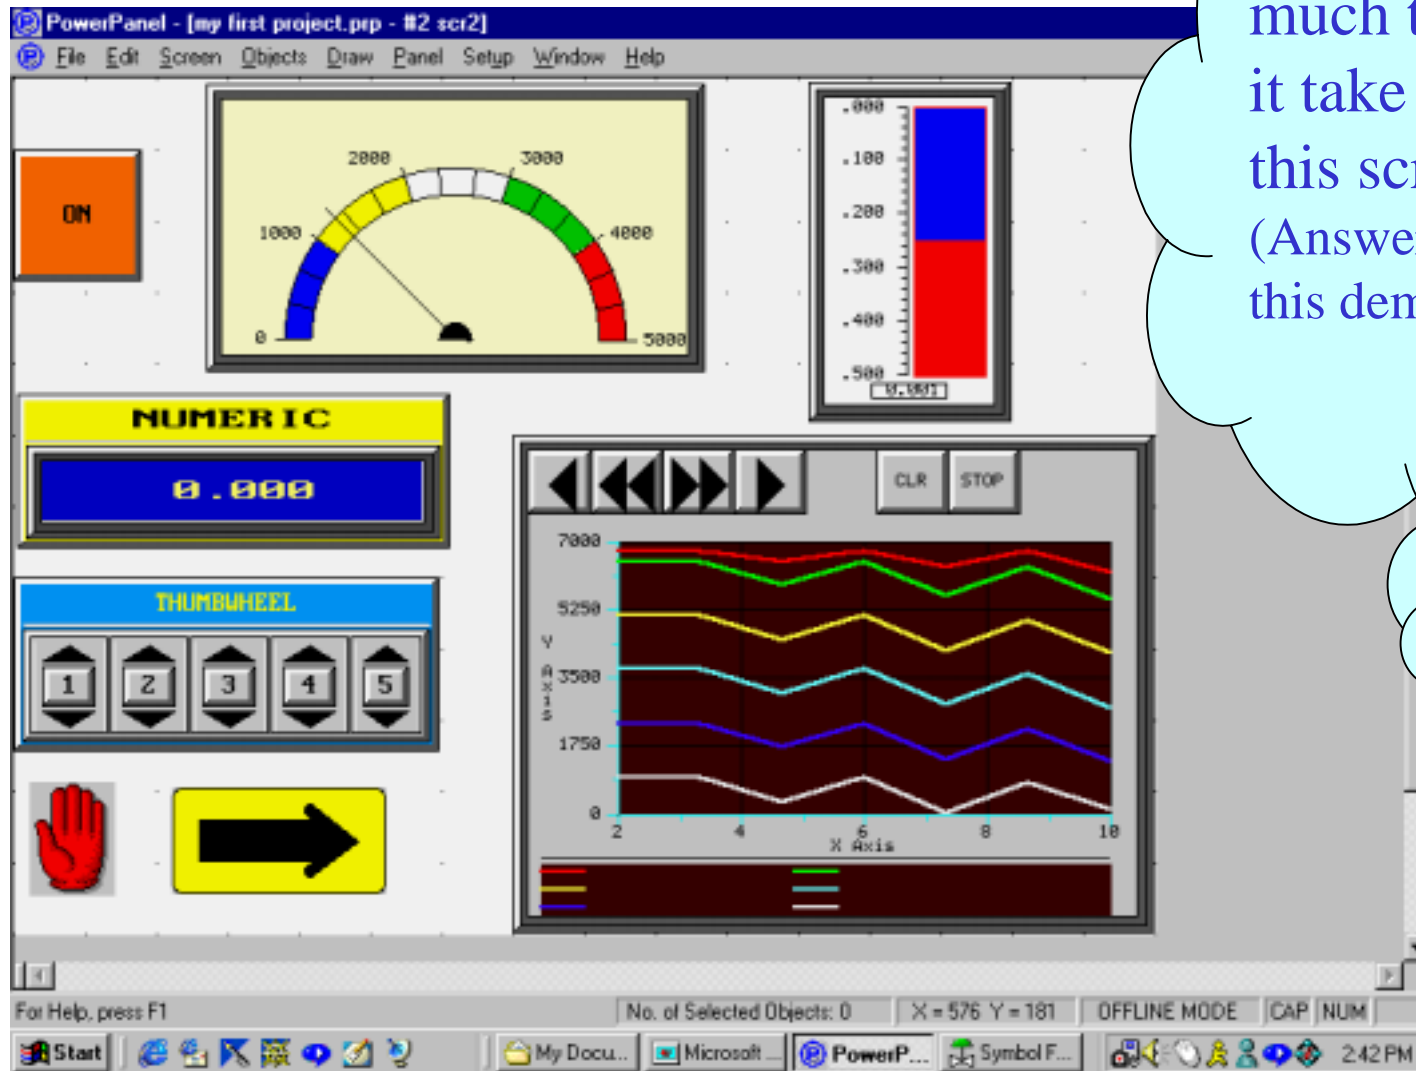 PowerPanel - [my first project.prp - #2 scr2]
File Edit Screen Objects Draw Panel Setup Window Help
much
it take
this
(Answer
this
ON
2000 3000
1000 4000
0 5000
.000
.100
.200
.300
.400
.500
0.001
NUMERIC
0.000
CLR STOP
THUMBWHEEL
1 2 3 4 5
7000
5250
3500
1750
0
Y Axis
2 4 6 8 10
X Axis
For Help, press F1 No. of Selected Objects: 0 X = 576 Y = 181 OFFLINE MODE CAP NUM
Start My Docu... Microsoft ... PowerP... Symbol F... 2:42 PM